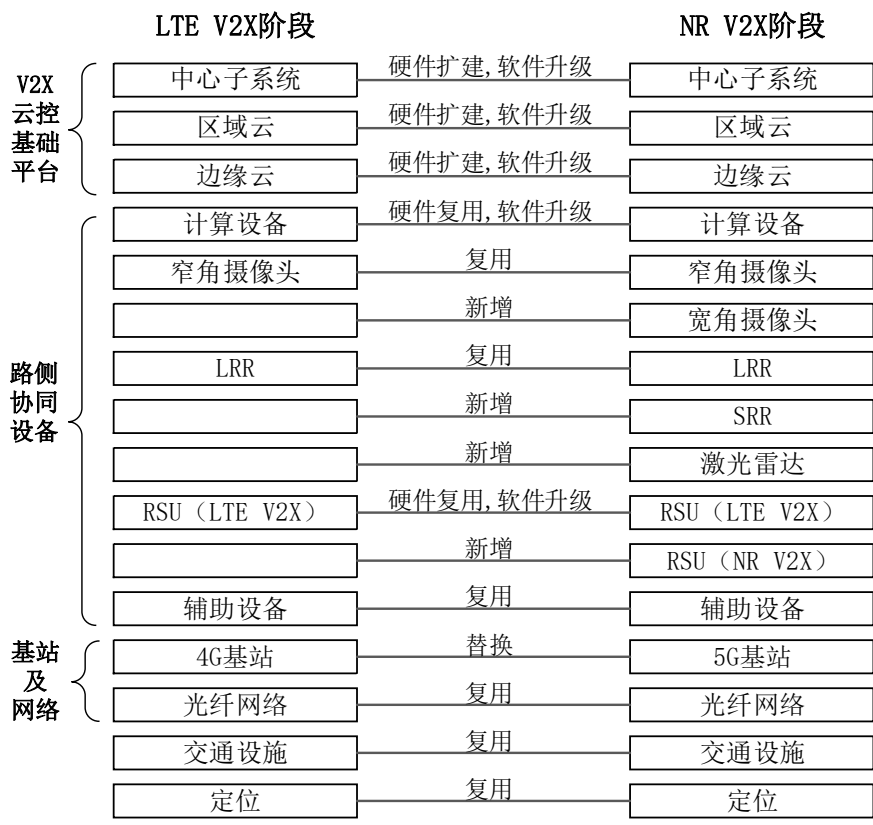 LTE V2X阶段
NR V2X阶段
V2X
云控
基础
平台
中心子系统
硬件扩建,软件升级
中心子系统
区域云
硬件扩建,软件升级
区域云
边缘云
硬件扩建,软件升级
边缘云
路侧
协同
设备
计算设备
硬件复用,软件升级
计算设备
窄角摄像头
复用
窄角摄像头
新增
宽角摄像头
LRR
复用
LRR
新增
SRR
新增
激光雷达
RSU（LTE V2X）
硬件复用,软件升级
RSU（LTE V2X）
新增
RSU（NR V2X）
辅助设备
复用
辅助设备
基站
及
网络
4G基站
替换
5G基站
光纤网络
复用
光纤网络
交通设施
复用
交通设施
定位
复用
定位